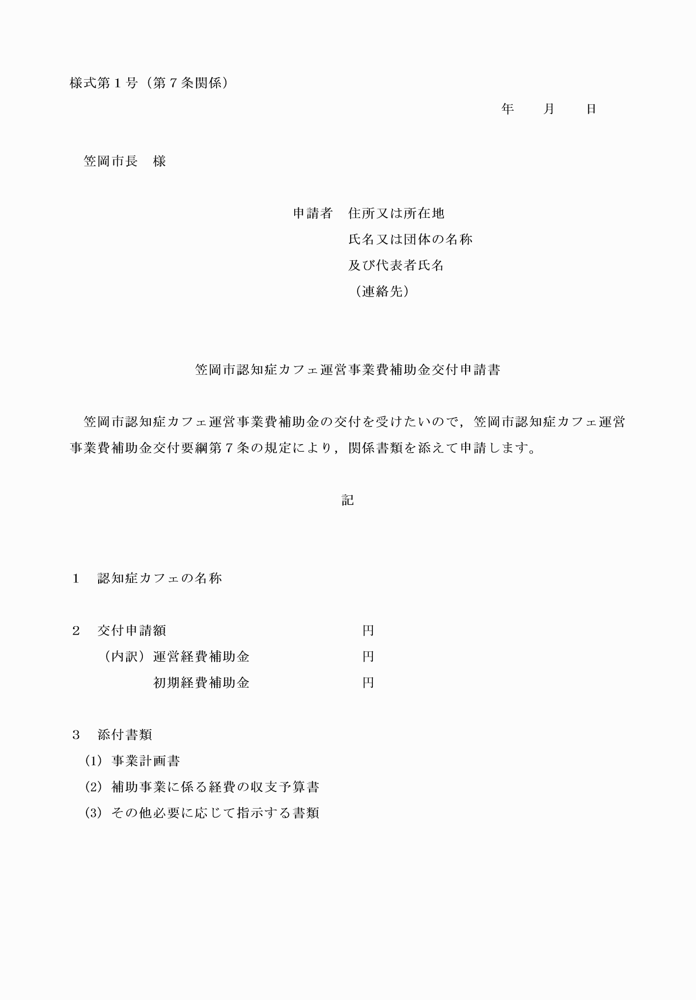 様式第１号（第７条関係）
年　　月　　日
笠岡市長　様
申請者　住所又は所在地
氏名又は団体の名称
及び代表者氏名
（連絡先）
笠岡市認知症カフェ運営事業費補助金交付申請書
笠岡市認知症カフェ運営事業費補助金の交付を受けたいので，笠岡市認知症カフェ運営
事業費補助金交付要綱第７条の規定により，関係書類を添えて申請します。
記
１　認知症カフェの名称
２　交付申請額　　　　　　　　　　　　　　円
（内訳）運営経費補助金　　　　　　　　円
初期経費補助金　　　　　　　　円
３　添付書類
（1）事業計画書
（2）補助事業に係る経費の収支予算書
（3）その他必要に応じて指示する書類